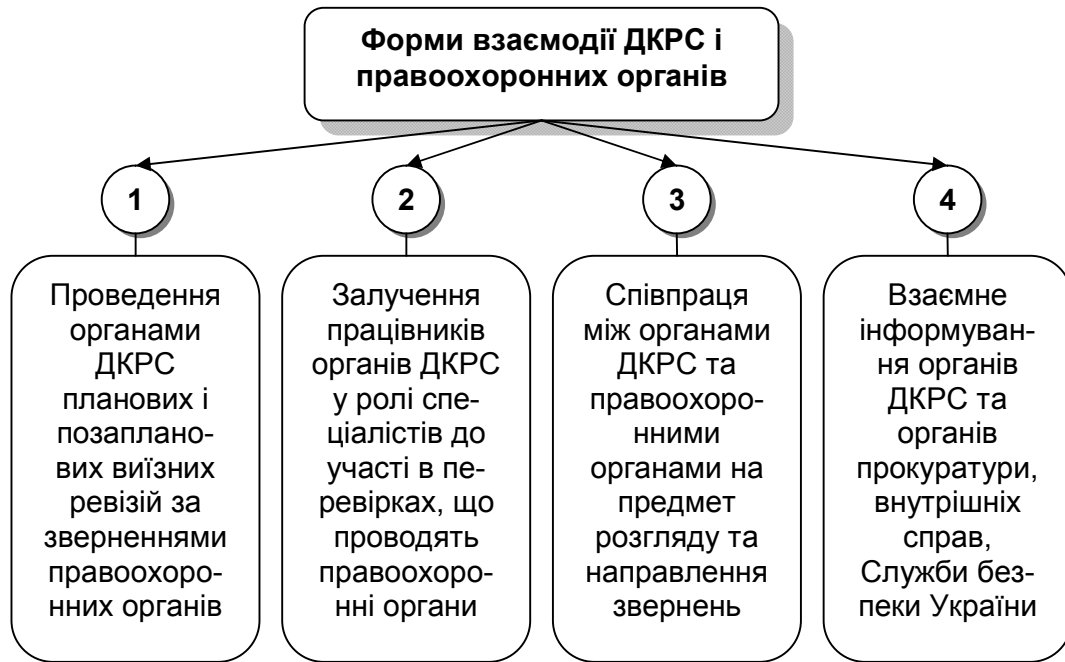 Форми взаємодії ДКРС і
правоохоронних органів
1
2
3
4
Проведення
органами
ДКРС
планових і
позаплано-
вих виїзних
ревізій за
зверненнями
правоохоро-
нних органів
Залучення
працівників
органів ДКРС
у ролі спе-
ціалістів до
участі в пе-
ревірках, що
проводять
правоохоро-
нні органи
Співпраця
між органами
ДКРС та
правоохоро-
нними
органами на
предмет
розгляду та
направлення
звернень
Взаємне
інформуван-
ня органів
ДКРС та
органів
прокуратури,
внутрішніх
справ,
Служби без-
пеки України